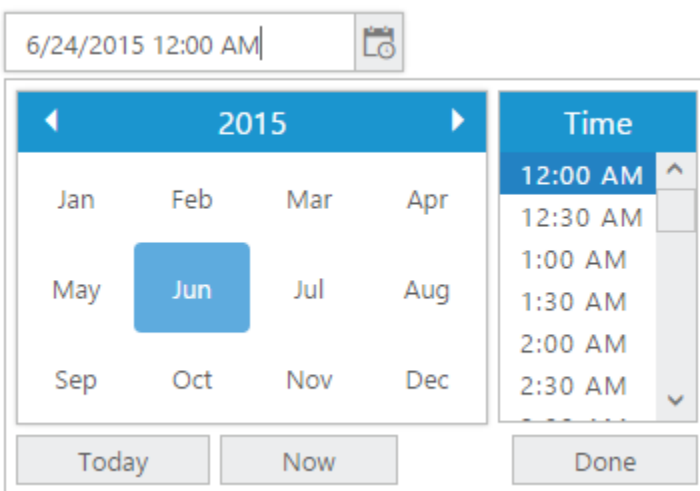 6/24/2015 12:00 AM
2015
Jan Feb Mar Apr
May Jun Jul Aug
Sep Oct Nov Dec
Time
12:00 AM
12:30 AM
1:00 AM
1:30 AM
2:00 AM
2:30 AM
Today Now Done